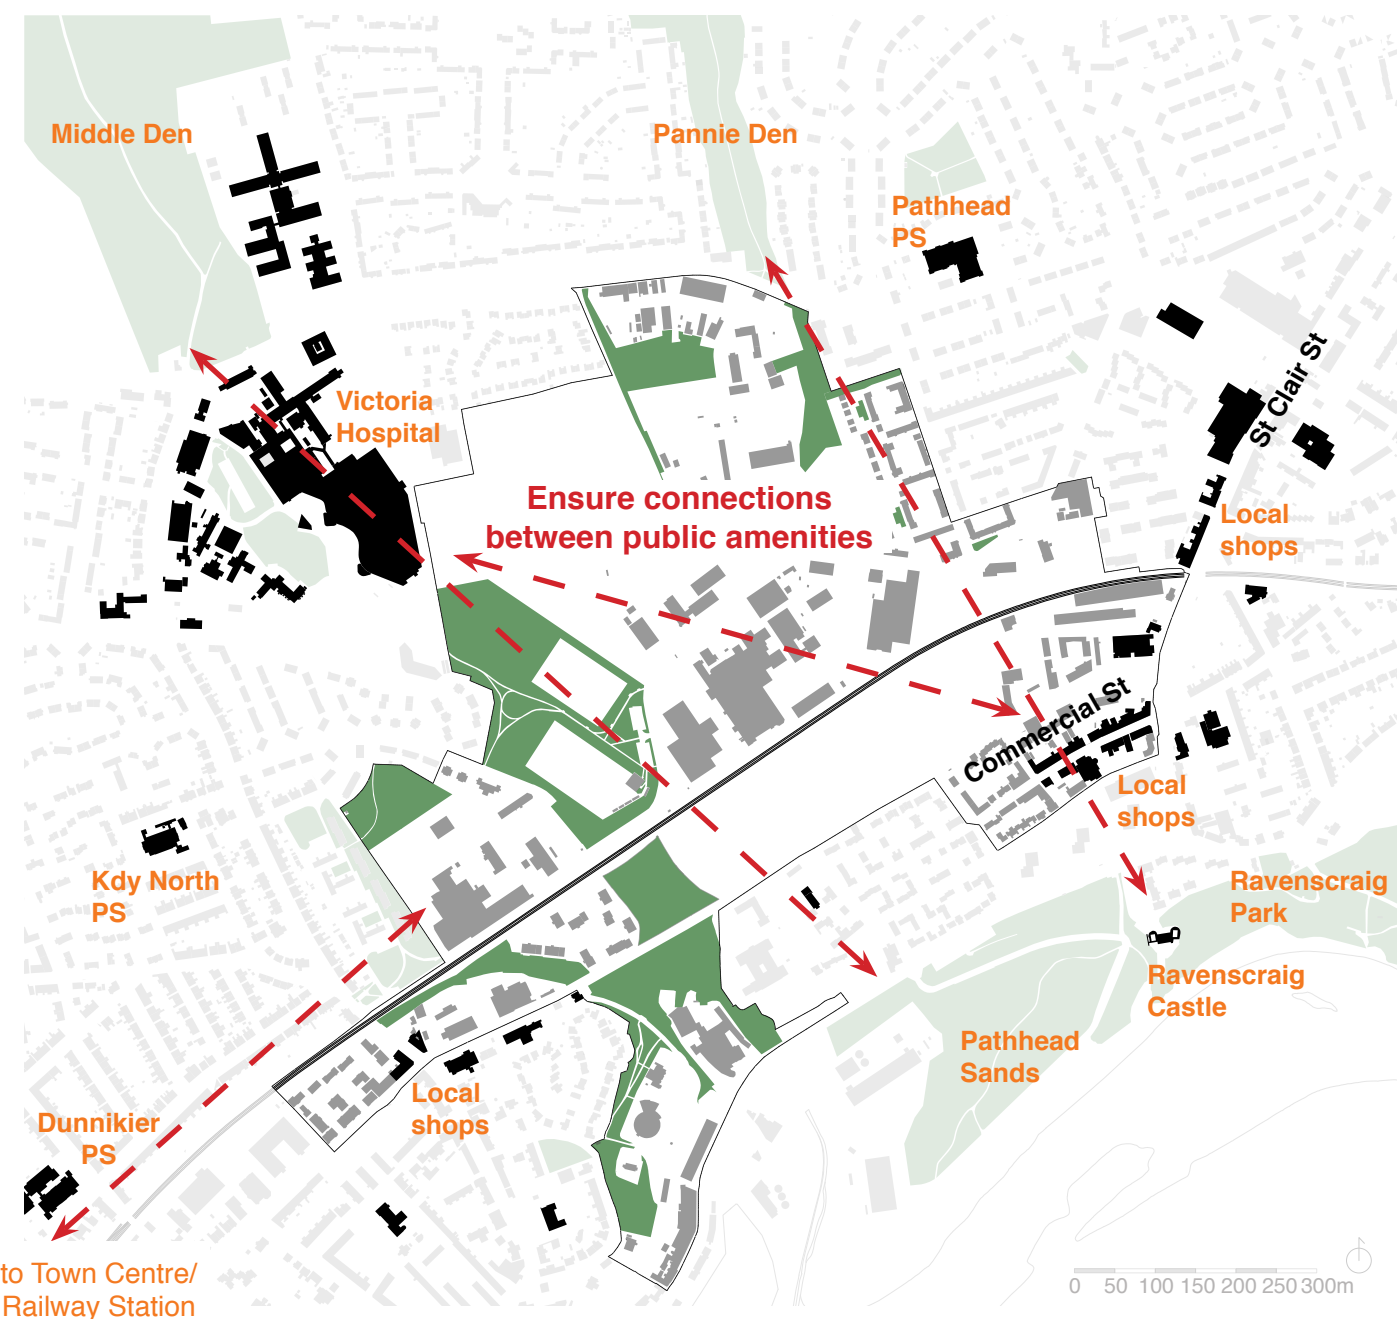 Middle Den
Pannie Den
Pathhead
PS
Victoria
Hospital
St Clair St
Ensure connections
between public amenities
Local
shops
Commercial St
Local
shops
Kdy North
PS
Ravenscraig
Park
Ravenscraig
Castle
Pathhead
Sands
Local
shops
Dunnikier
PS
to Town Centre/
Railway Station
0 50 100 150 200 250 300m